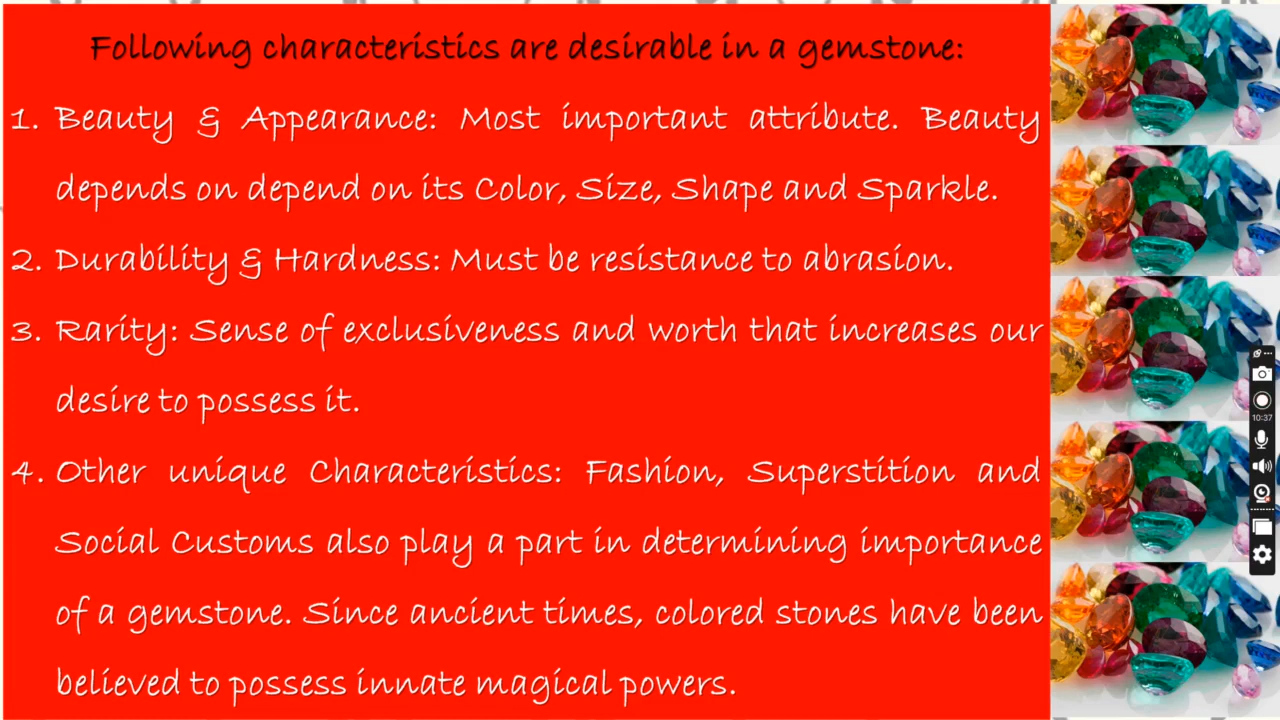 Following characteristics are desirable in a gemstone:
1. Beauty & Appearance: Most important attribute. Beauty
depends on depend on its Color, Size, Shape and Sparkle.
2. Durability & Hardness: Must be resistance to abrasion.
3. Rarity: Sense of exclusiveness and worth that increases our
desire to possess it.
4. Other unique Characteristics: Fashion, Superstition and
Social Customs also play a part in determining importance
of a gemstone. Since ancient times, colored stones have been
believed to possess innate magical powers.
10:37